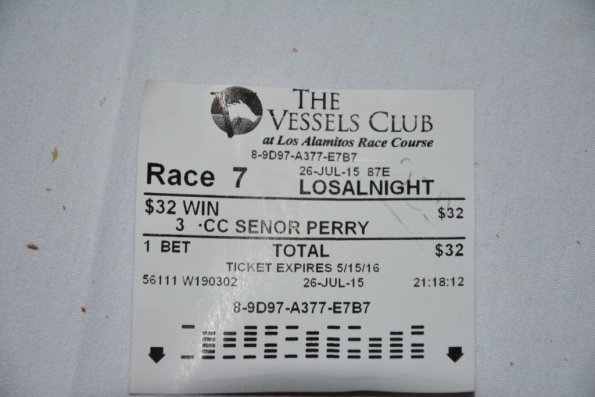 THE
VESSELS CLUB
at Los Alamitos Race Course
8-9D97-A377-E7B7
Race 7 26-JUL-15 87E
LOSALNIGHT
$32 WIN $32
3 ·CC SENOR PERRY
1 BET TOTAL $32
TICKET EXPIRES 5/15/16
56111 W190302 26-JUL-15 21:18:12
8-9D97-A377-E7B7